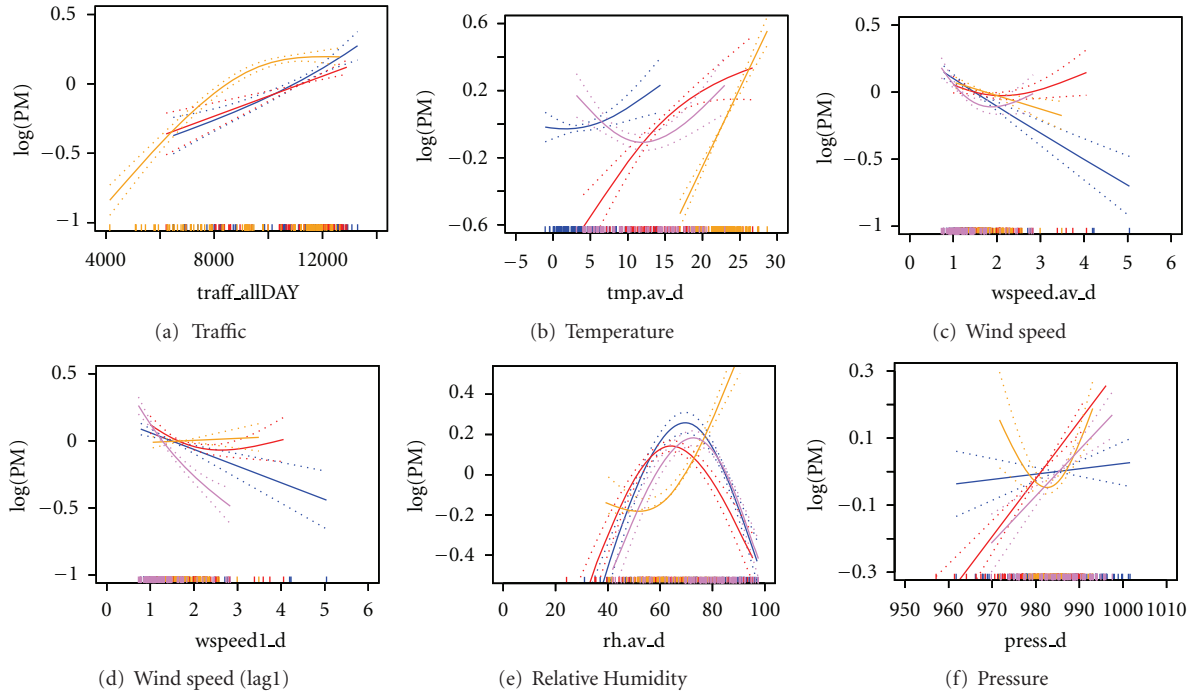 0.5
0
−0.5
−1
log(PM)
4000 8000 12000
traff_allDAY
(a) Traffic
0.2
−0.2
−0.6
log(PM)
−5 0 5 10 15 20 25 30
tmp.av_d
(b) Temperature
0.5
0
−0.5
−1
log(PM)
0 1 2 3 4 5 6
wspeed.av_d
(c) Wind speed
0.5
0
−0.5
−1
log(PM)
0 1 2 3 4 5 6
wspeed1_d
(d) Wind speed (lag1)
0.4
0.2
0
−0.2
−0.4
log(PM)
0 20 40 60 80 100
rh.av_d
(e) Relative Humidity
0.3
0.1
−0.1
−0.3
log(PM)
950 960 970 980 990 1000 1010
press_d
(f) Pressure